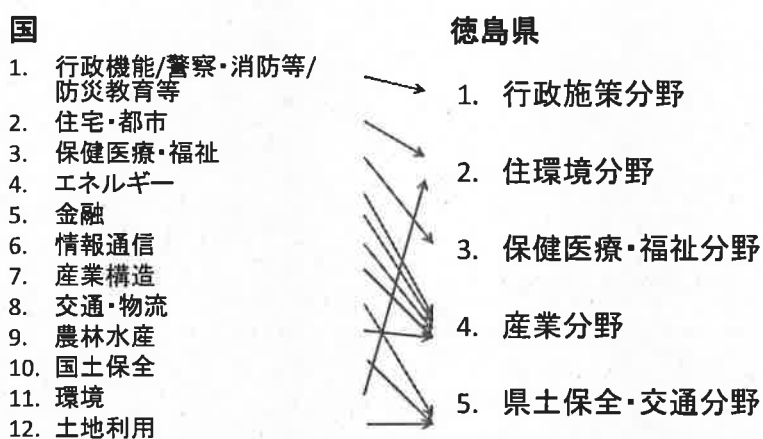 国
1. 行政機能/警察・消防等/
防災教育等
2. 住宅・都市
3. 保健医療・福祉
4. エネルギー
5. 金融
6. 情報通信
7. 産業構造
8. 交通・物流
9. 農林水産
10. 国土保全
11. 環境
12. 土地利用
徳島県
1. 行政施策分野
2. 住環境分野
3. 保健医療・福祉分野
4. 産業分野
5. 県土保全・交通分野